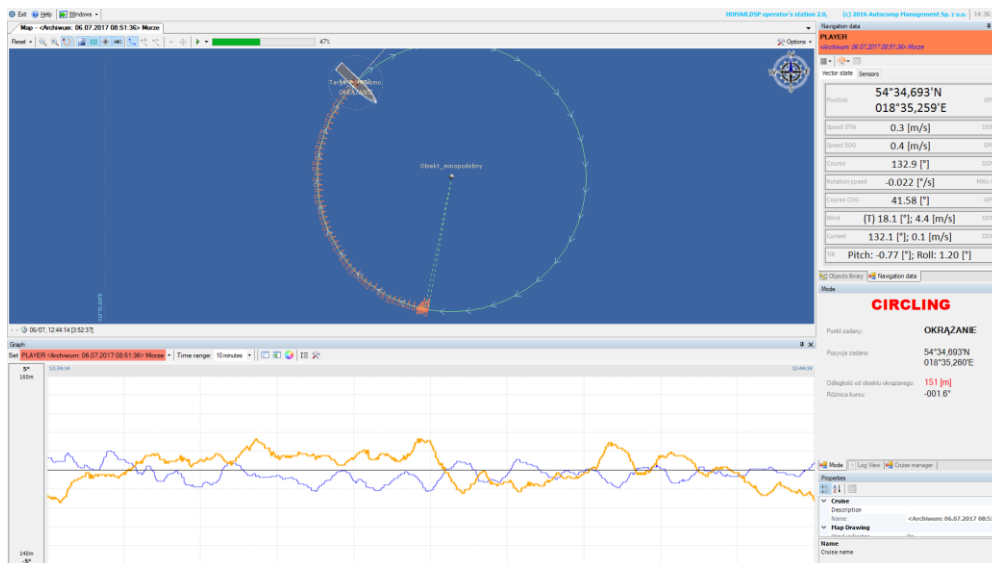 Exit Help Windows HOMAR.DSP operator's station 2.0, (c) 2016 Autocomp Management Sp. z o.o. 14:36
Map - <Archiwum: 06.07.2017 08:51:36> Morze
Reset ABC 47% Options
Obiekt_minopodobny
- - 06/07, 12:44:14 [3:52:37]
Graph
Set PLAYER <Archiwum: 06.07.2017 08:51:36> Morze Time range: 10 minutes
5°
160m
12:34:14 12:44:14
140m
-5°
Navigation data
PLAYER
<Archiwum: 06.07.2017 08:51:36> Morze
Vector state Sensors
Position 54°34,693'N
018°35,259'E
Speed STW 0.3 [m/s]
Speed SOG 0.4 [m/s]
Course 132.9 [°]
Rotation speed -0.022 [°/s]
Course COG 41.58 [°]
Wind (T) 18.1 [°]; 4.4 [m/s]
Current 132.1 [°]; 0.1 [m/s]
Pitch: -0.77 [°]; Roll: 1.20 [°]
Objects library Navigation data
Mode
CIRCLING
Punkt zadany: OKRĄŻANIE
Pozycja zadana: 54°34,693'N
018°35,260'E
Odległość od obiektu okrążanego: 151 [m]
Różnica kursu: -001.6°
Mode Log View Cruise manager
Properties
Cruise
Description
Name <Archiwum: 06.07.2017 08:51:
Map Drawing
Name
Cruise name